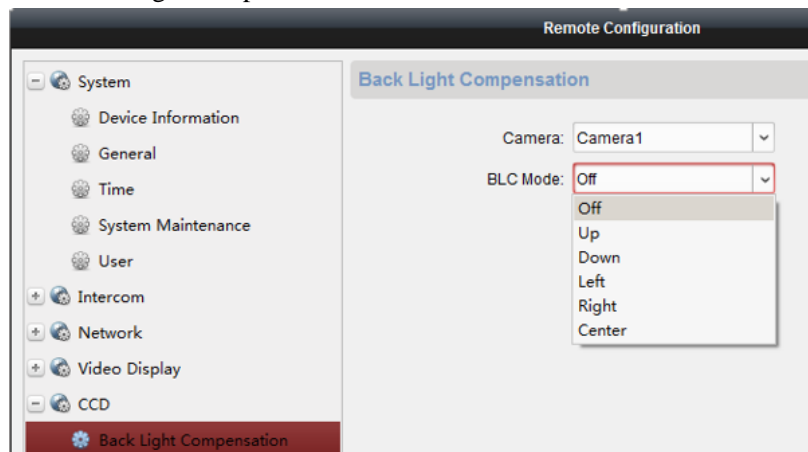 Remote Configuration
System
Device Information
General
Time
System Maintenance
User
Intercom
Network
Video Display
CCD
Back Light Compensation
Back Light Compensation
Camera: Camera1
BLC Mode: Off
Off
Up
Down
Left
Right
Center